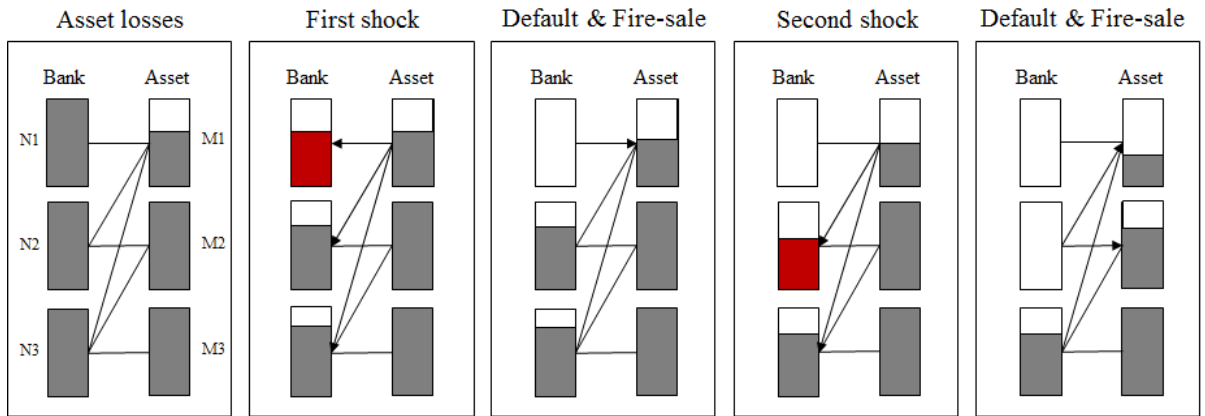 Asset losses
First shock
Default & Fire-sale
Second shock
Default & Fire-sale
Bank Asset
Bank Asset
Bank Asset
Bank Asset
Bank Asset
N1 M1
N2 M2
N3 M3